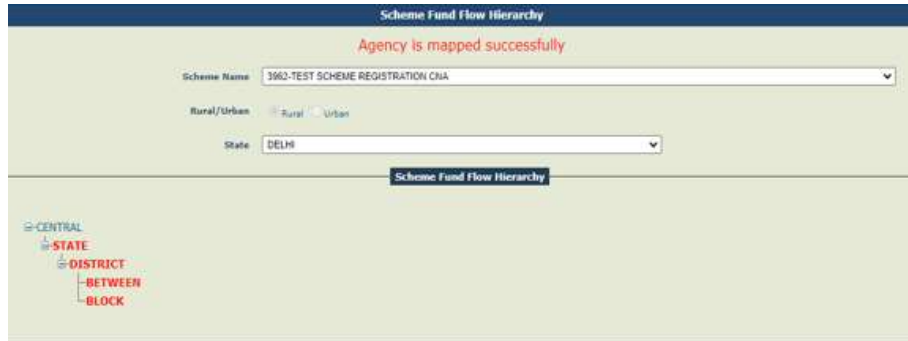 Scheme Fund Flow Hierarchy
Agency is mapped successfully
Scheme Name 3962-TEST SCHEME REGISTRATION CNA
Rural/Urban Rural Urban
State DELHI
Scheme Fund Flow Hierarchy
CENTRAL
STATE
DISTRICT
BETWEEN
BLOCK